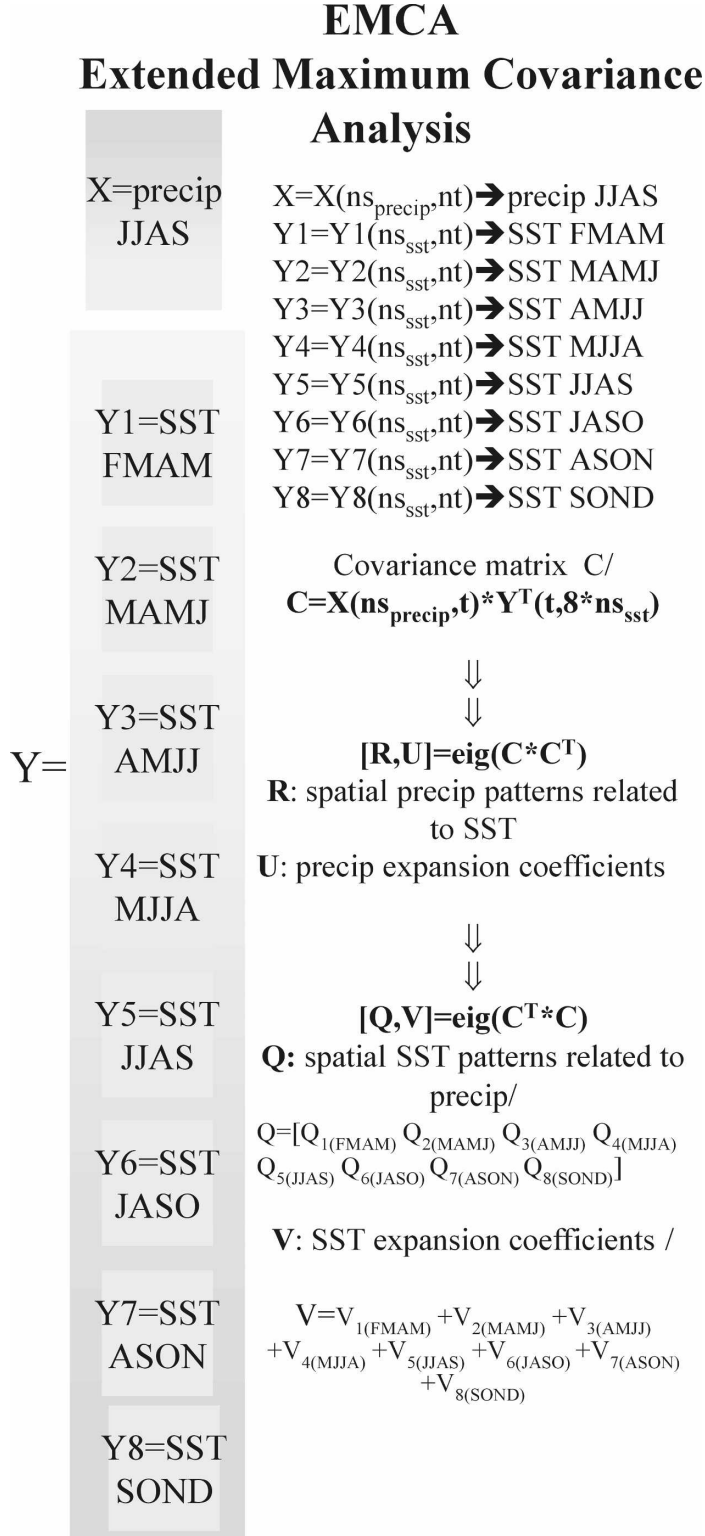 EMCA
Extended Maximum Covariance
Analysis
X=precip
JJAS
X=X(ns_precip,nt)➔precip JJAS
Y1=Y1(ns_sst,nt)➔SST FMAM
Y2=Y2(ns_sst,nt)➔SST MAMJ
Y3=Y3(ns_sst,nt)➔SST AMJJ
Y4=Y4(ns_sst,nt)➔SST MJJA
Y5=Y5(ns_sst,nt)➔SST JJAS
Y6=Y6(ns_sst,nt)➔SST JASO
Y7=Y7(ns_sst,nt)➔SST ASON
Y8=Y8(ns_sst,nt)➔SST SOND
Y=
Y1=SST
FMAM
Y2=SST
MAMJ
Y3=SST
AMJJ
Y4=SST
MJJA
Y5=SST
JJAS
Y6=SST
JASO
Y7=SST
ASON
Y8=SST
SOND
Covariance matrix C/
C=X(ns_precip,t)*Y^T(t,8*ns_sst)
⇓
⇓
[R,U]=eig(C*C^T)
R: spatial precip patterns related
to SST
U: precip expansion coefficients
⇓
⇓
[Q,V]=eig(C^T*C)
Q: spatial SST patterns related to
precip/
Q=[Q_1(FMAM) Q_2(MAMJ) Q_3(AMJJ) Q_4(MJJA)
Q_5(JJAS) Q_6(JASO) Q_7(ASON) Q_8(SOND)]
V: SST expansion coefficients /
V=V_1(FMAM) +V_2(MAMJ) +V_3(AMJJ)
+V_4(MJJA) +V_5(JJAS) +V_6(JASO) +V_7(ASON)
+V_8(SOND)